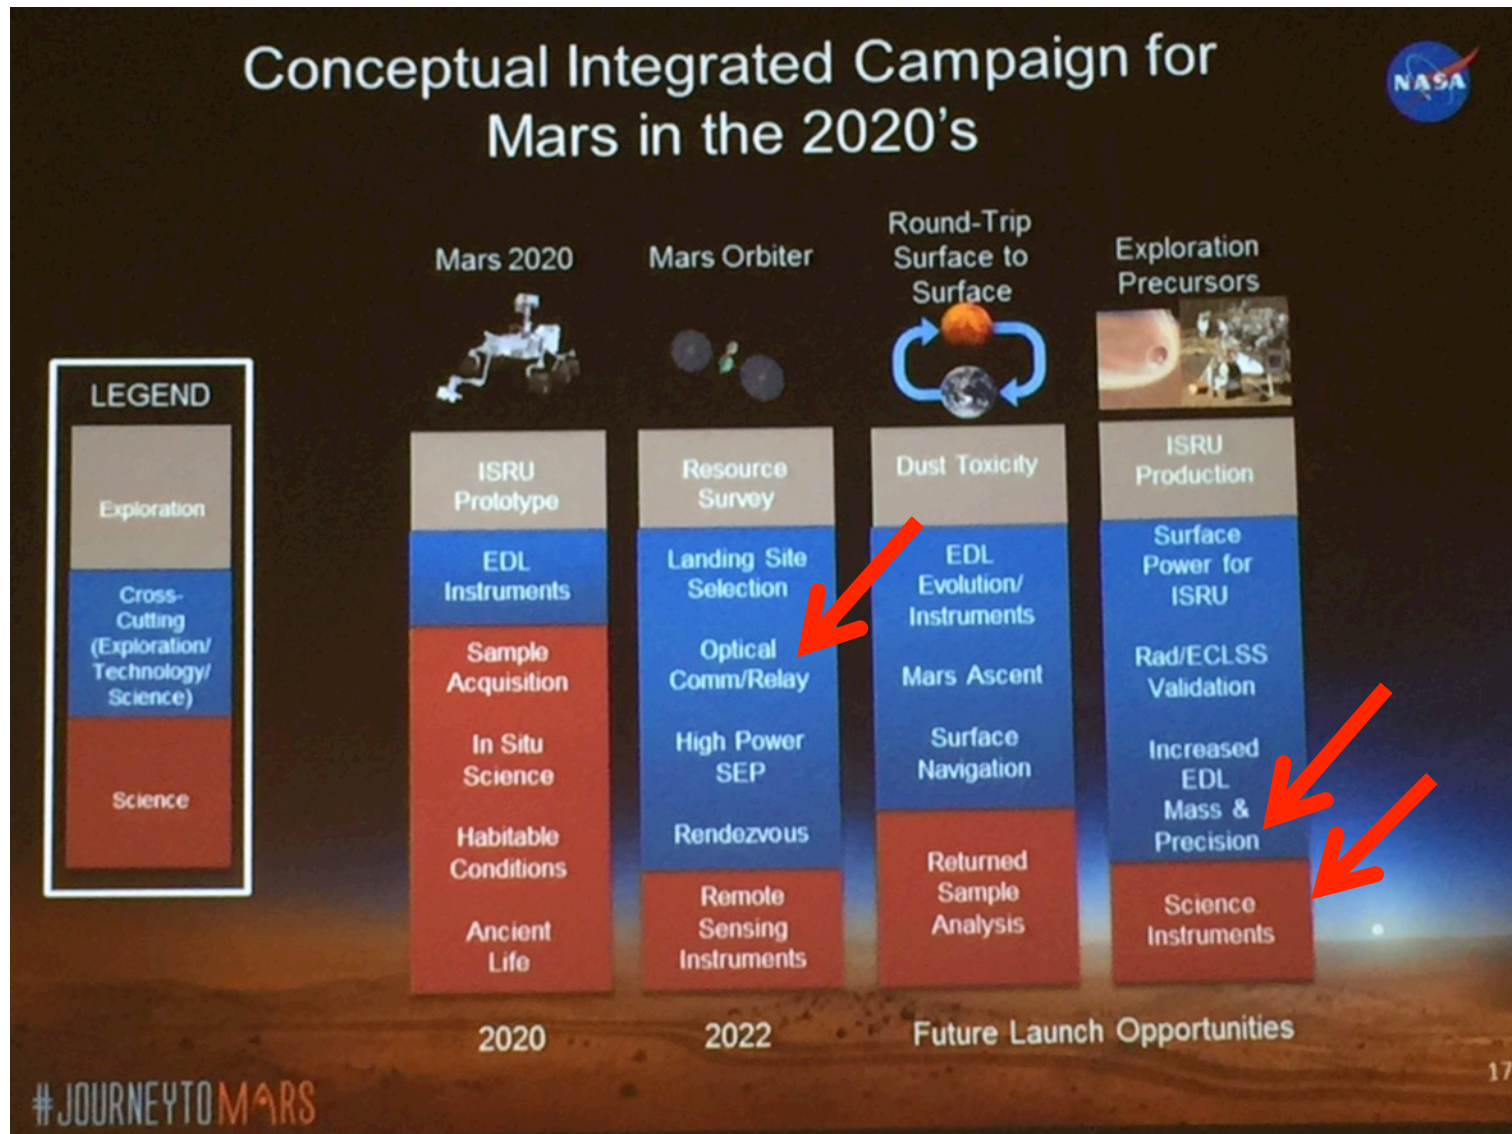 Conceptual Integrated Campaign for
Mars in the 2020's
NASA
Mars 2020
Mars Orbiter
Round-Trip
Surface to
Surface
Exploration
Precursors
LEGEND
Exploration
Cross-
Cutting
(Exploration/
Technology/
Science)
Science
ISRU
Prototype
EDL
Instruments
Sample
Acquisition
In Situ
Science
Habitable
Conditions
Ancient
Life
2020
Resource
Survey
Landing Site
Selection
Optical
Comm/Relay
High Power
SEP
Rendezvous
Remote
Sensing
Instruments
2022
Dust Toxicity
EDL
Evolution/
Instruments
Mars Ascent
Surface
Navigation
Returned
Sample
Analysis
ISRU
Production
Surface
Power for
ISRU
Rad/ECLSS
Validation
Increased
EDL
Mass &
Precision
Science
Instruments
Future Launch Opportunities
17
#JOURNEYTOMARS